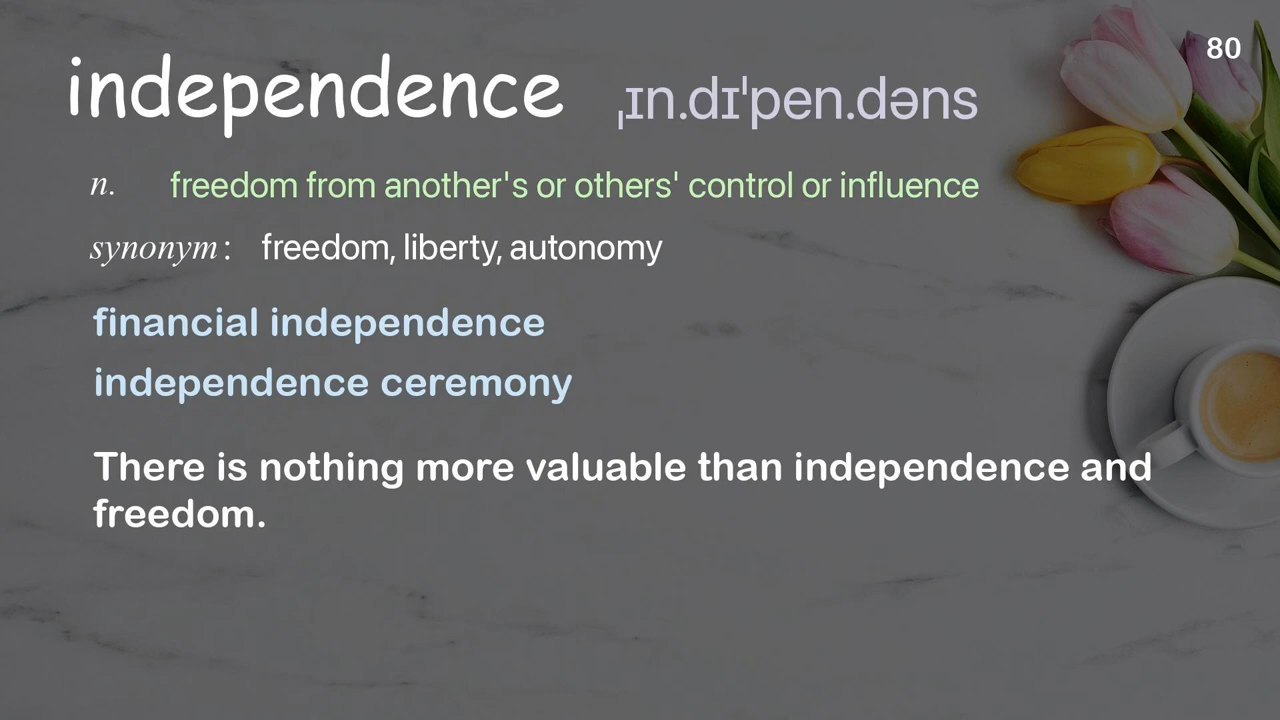 80
independence ˌɪn.dɪˈpen.dəns
n. freedom from another's or others' control or influence
synonym: freedom, liberty, autonomy
financial independence
independence ceremony
There is nothing more valuable than independence and
freedom.